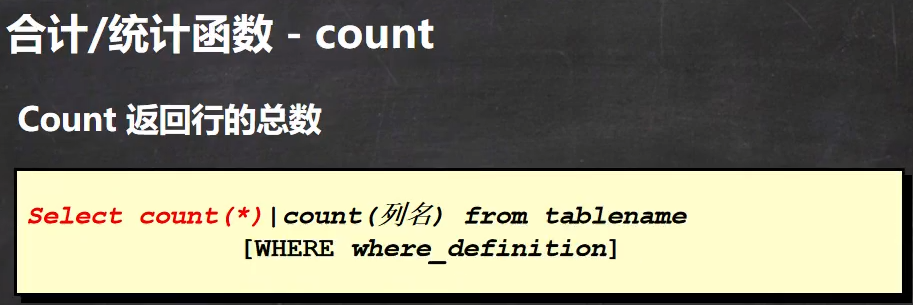 合计/统计函数 - count
Count 返回行的总数
Select count(*)|count(列名) from tablename
[WHERE where_definition]